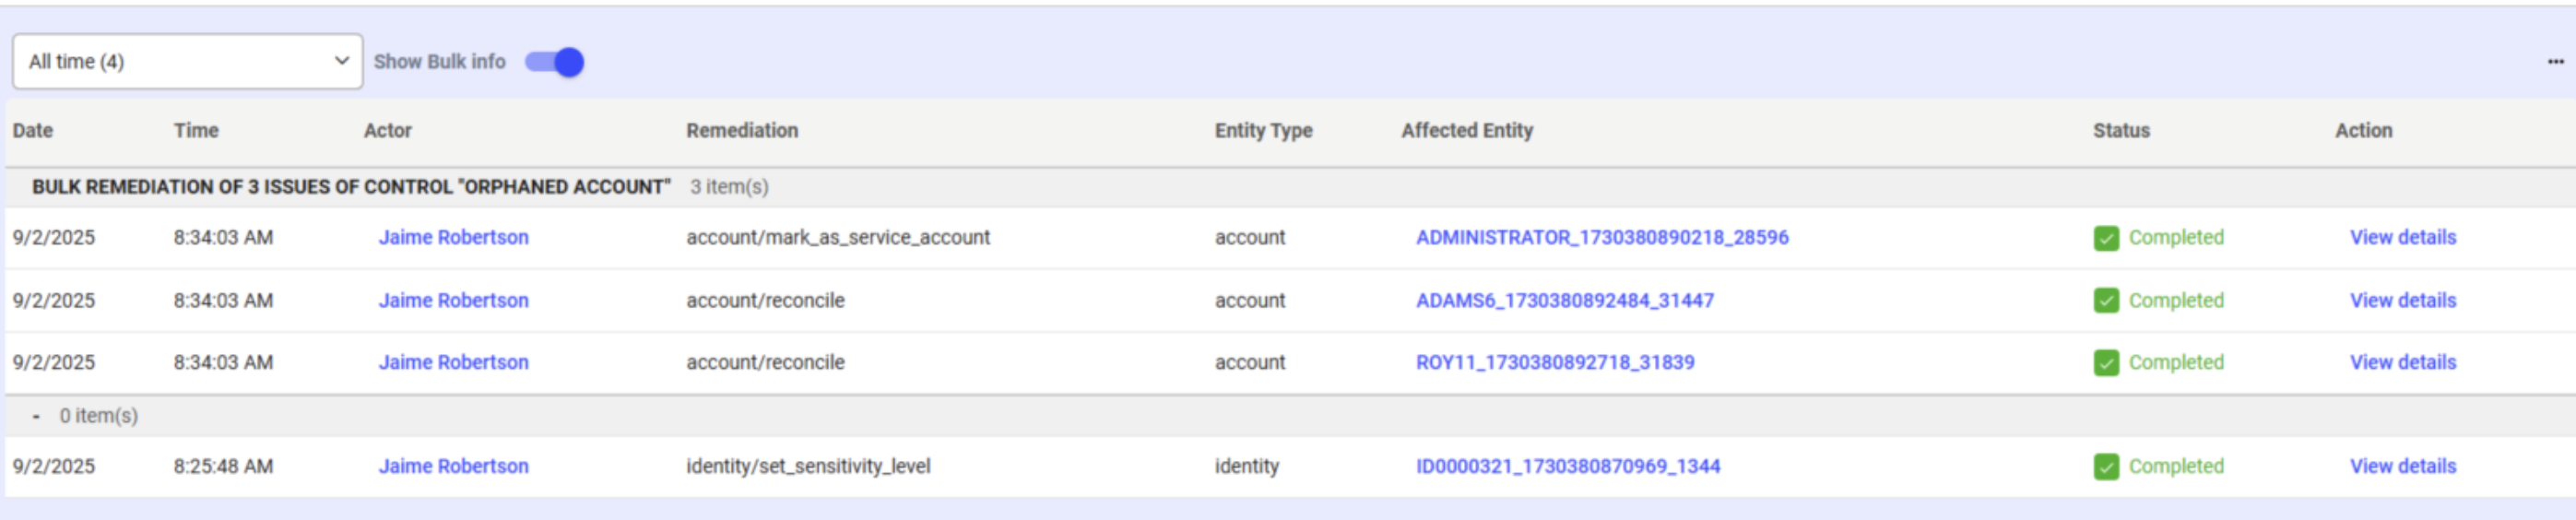 All time (4) Show Bulk info ...
Date Time Actor Remediation Entity Type Affected Entity Status Action
BULK REMEDIATION OF 3 ISSUES OF CONTROL "ORPHANED ACCOUNT" 3 item(s)
9/2/2025 8:34:03 AM Jaime Robertson account/mark_as_service_account account ADMINISTRATOR_1730380890218_28596 Completed View details
9/2/2025 8:34:03 AM Jaime Robertson account/reconcile account ADAMS6_1730380892484_31447 Completed View details
9/2/2025 8:34:03 AM Jaime Robertson account/reconcile account ROY11_1730380892718_31839 Completed View details
- 0 item(s)
9/2/2025 8:25:48 AM Jaime Robertson identity/set_sensitivity_level identity ID0000321_1730380870969_1344 Completed View details